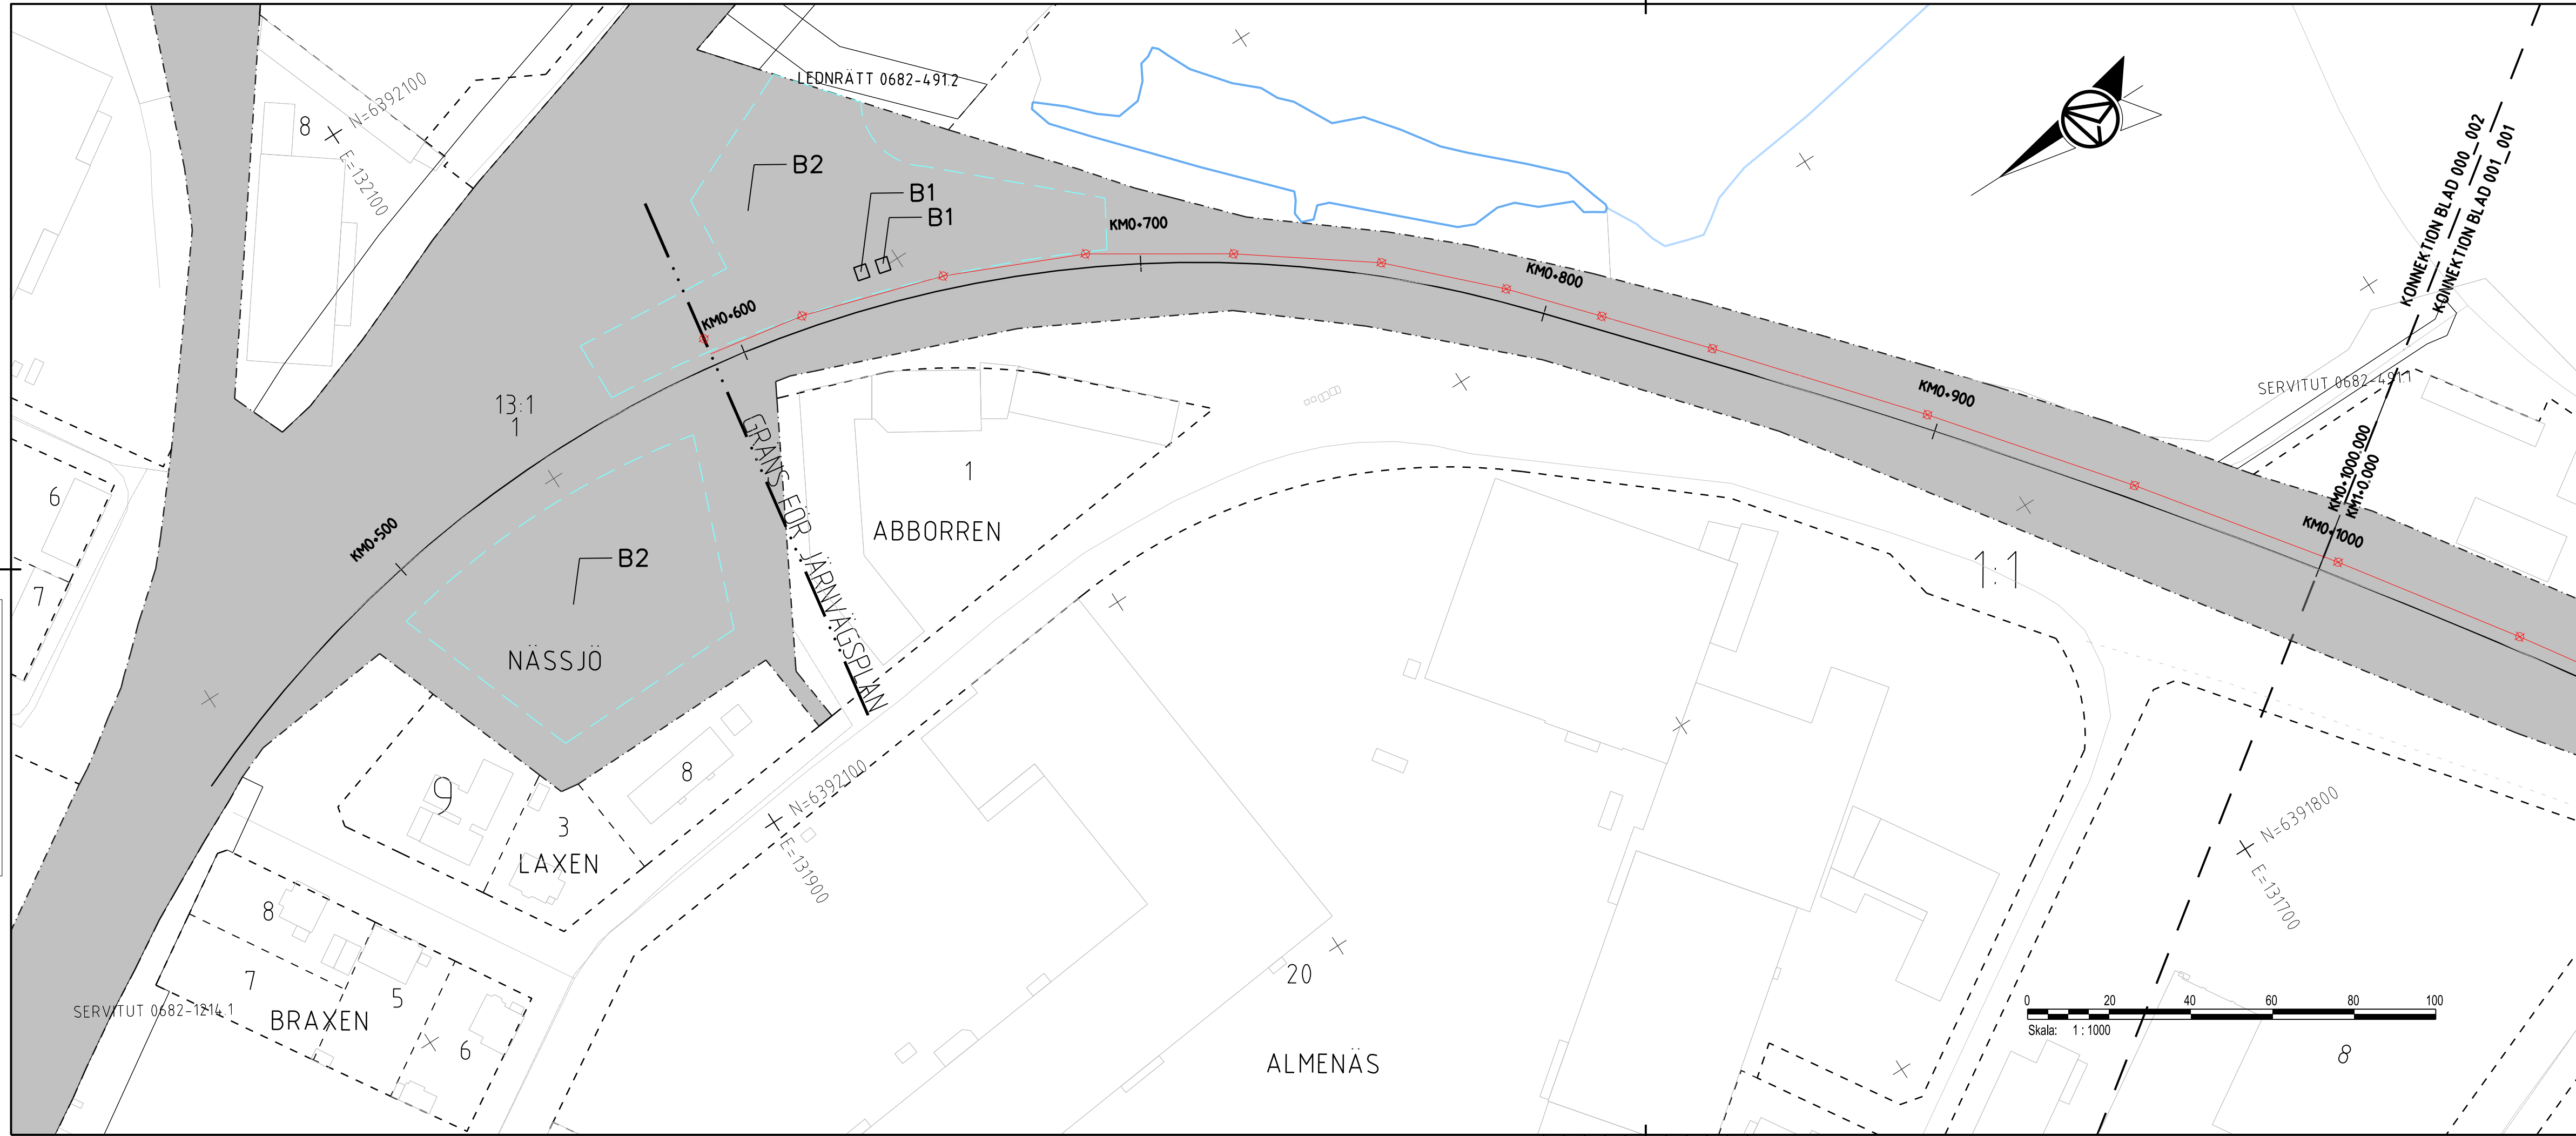 LEDNRÄTT 0682-491.2
8
N=6392100
E=132100
B2
B1
B1
KM0+700
KM0+600
KM0+800
KONNEKTION BLAD 000_002
KONNEKTION BLAD 001_001
SERVITUT 0682-491.1
KM0+900
13:1
1
GRÄNS FÖR JÄRNVÄGSPLAN
1
ABBORREN
KM0+1000.000
KM1+0.000
KM0+1000
6
7
KM0+500
B2
NÄSSJÖ
1:1
9
8
3
LAXEN
N=6392100
E=131900
N=6391800
E=131700
8
7
5
6
BRAXEN
SERVITUT 0682-1214.1
20
ALMENÄS
0 20 40 60 80 100
Skala: 1 : 1000
8